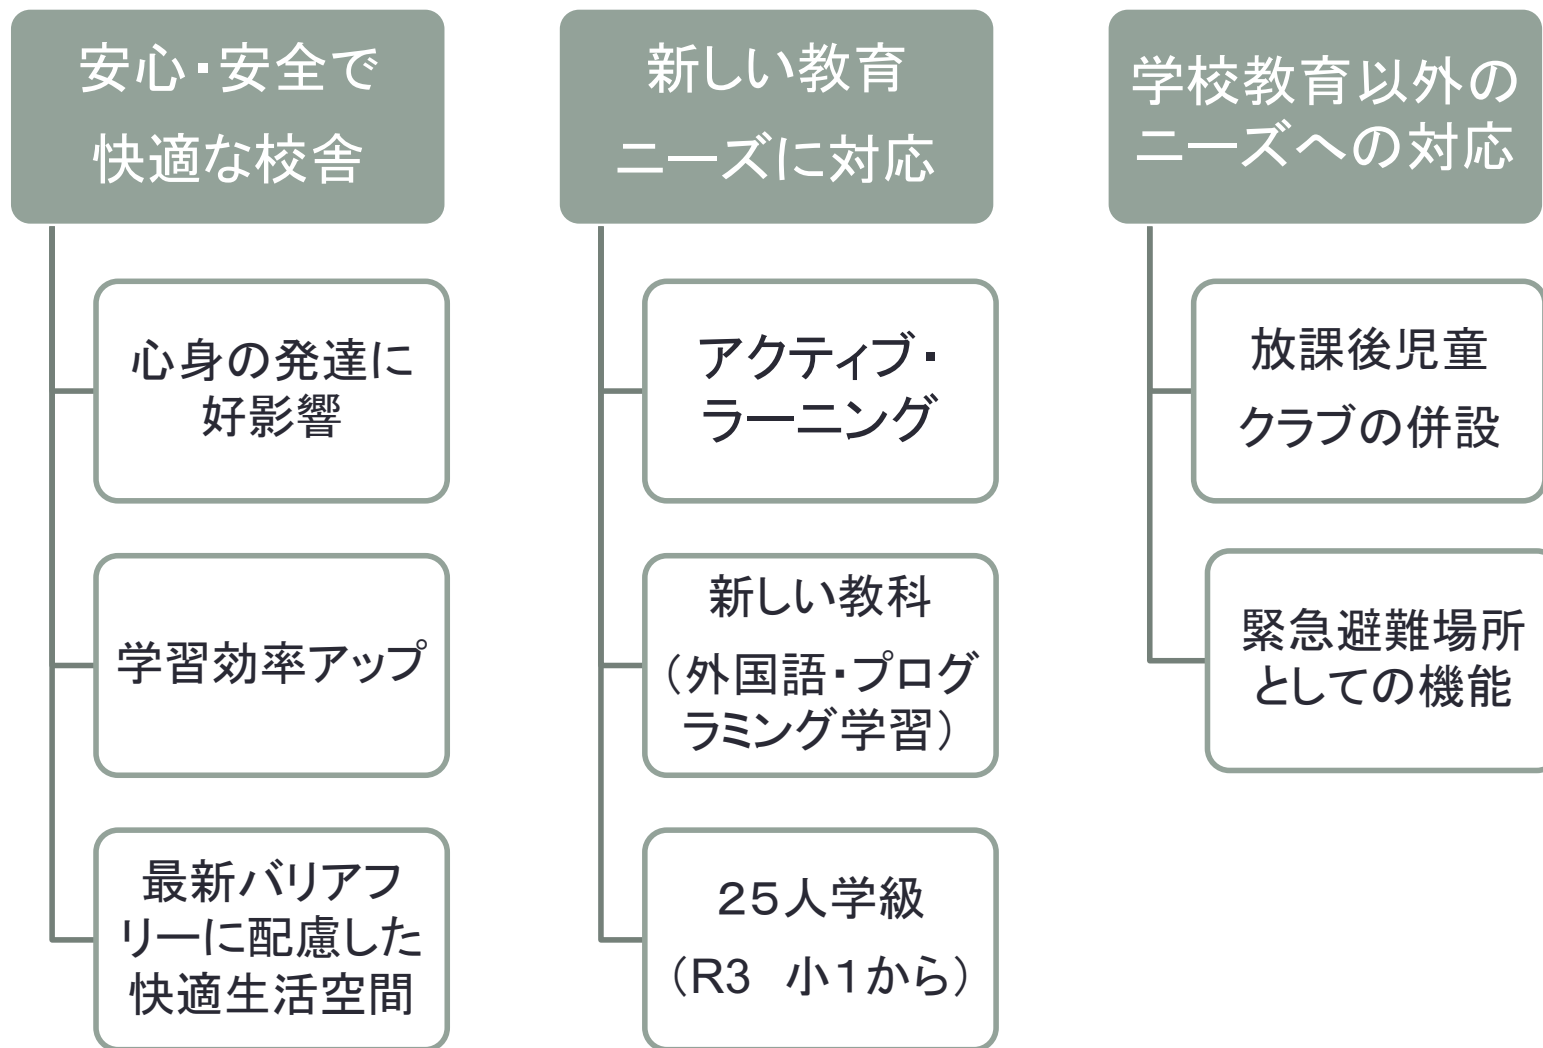 安心・安全で
快適な校舎
心身の発達に
好影響
学習効率アップ
最新バリアフ
リーに配慮した
快適生活空間
新しい教育
ニーズに対応
アクティブ・
ラーニング
新しい教科
（外国語・プログ
ラミング学習）
２５人学級
（R3　小１から）
学校教育以外の
ニーズへの対応
放課後児童
クラブの併設
緊急避難場所
としての機能